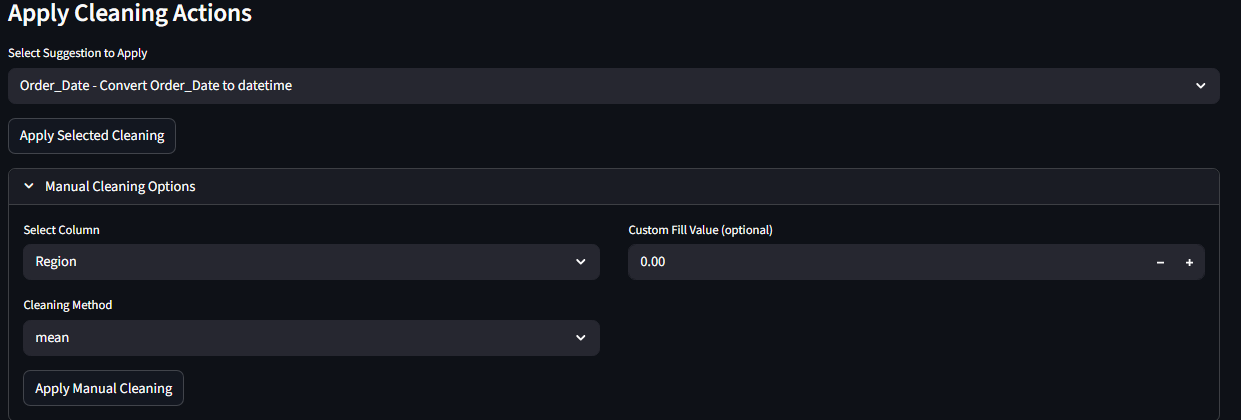 Apply Cleaning Actions
Select Suggestion to Apply
Order_Date - Convert Order_Date to datetime
Apply Selected Cleaning
Manual Cleaning Options
Select Column
Region
Custom Fill Value (optional)
0.00
Cleaning Method
mean
Apply Manual Cleaning